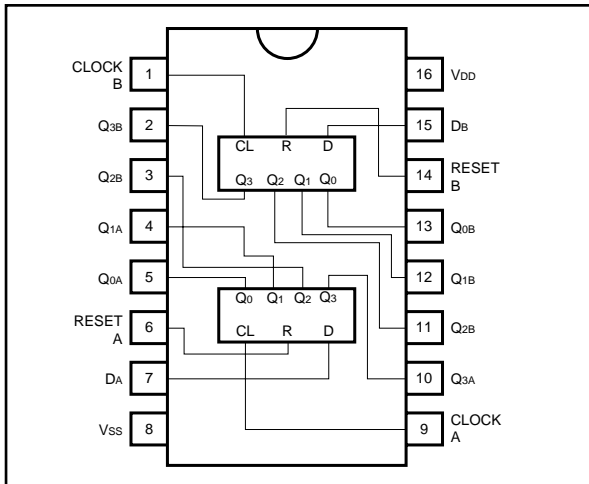 CLOCK
B
1
Q3B
2
Q2B
3
Q1A
4
Q0A
5
RESET
A
6
DA
7
VSS
8
16
VDD
15
DB
14
RESET
B
13
Q0B
12
Q1B
11
Q2B
10
Q3A
9
CLOCK
A
CL R D
Q3 Q2 Q1 Q0
Q0 Q1 Q2 Q3
CL R D